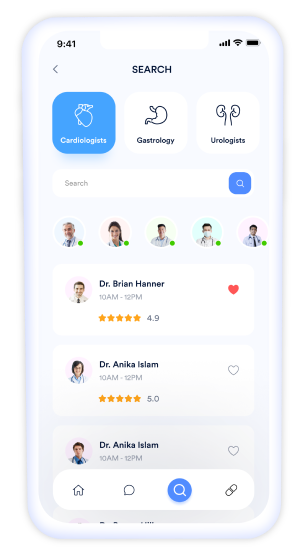 9:41
SEARCH
Cardiologists
Gastrology
Urologists
Search
Dr. Brian Hanner
10AM - 12PM
4.9
Dr. Anika Islam
10AM - 12PM
5.0
Dr. Anika Islam
10AM - 12PM